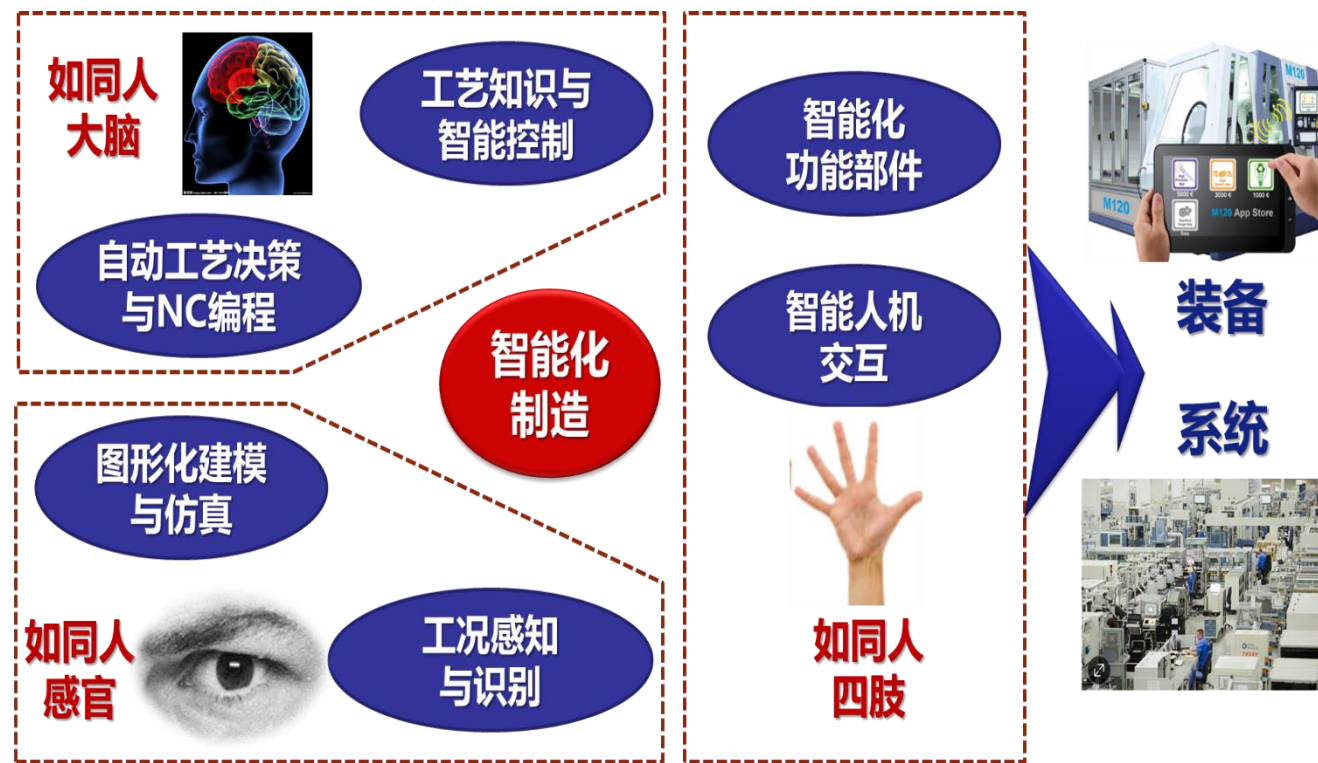 如同人
大脑
工艺知识与
智能控制
自动工艺决策
与NC编程
智能化
制造
图形化建模
与仿真
如同人
感官
工况感知
与识别
智能化
功能部件
智能人机
交互
如同人
四肢
M120
M120
5000 €
3000 €
1000 €
M120 App Store
free
装备
系统